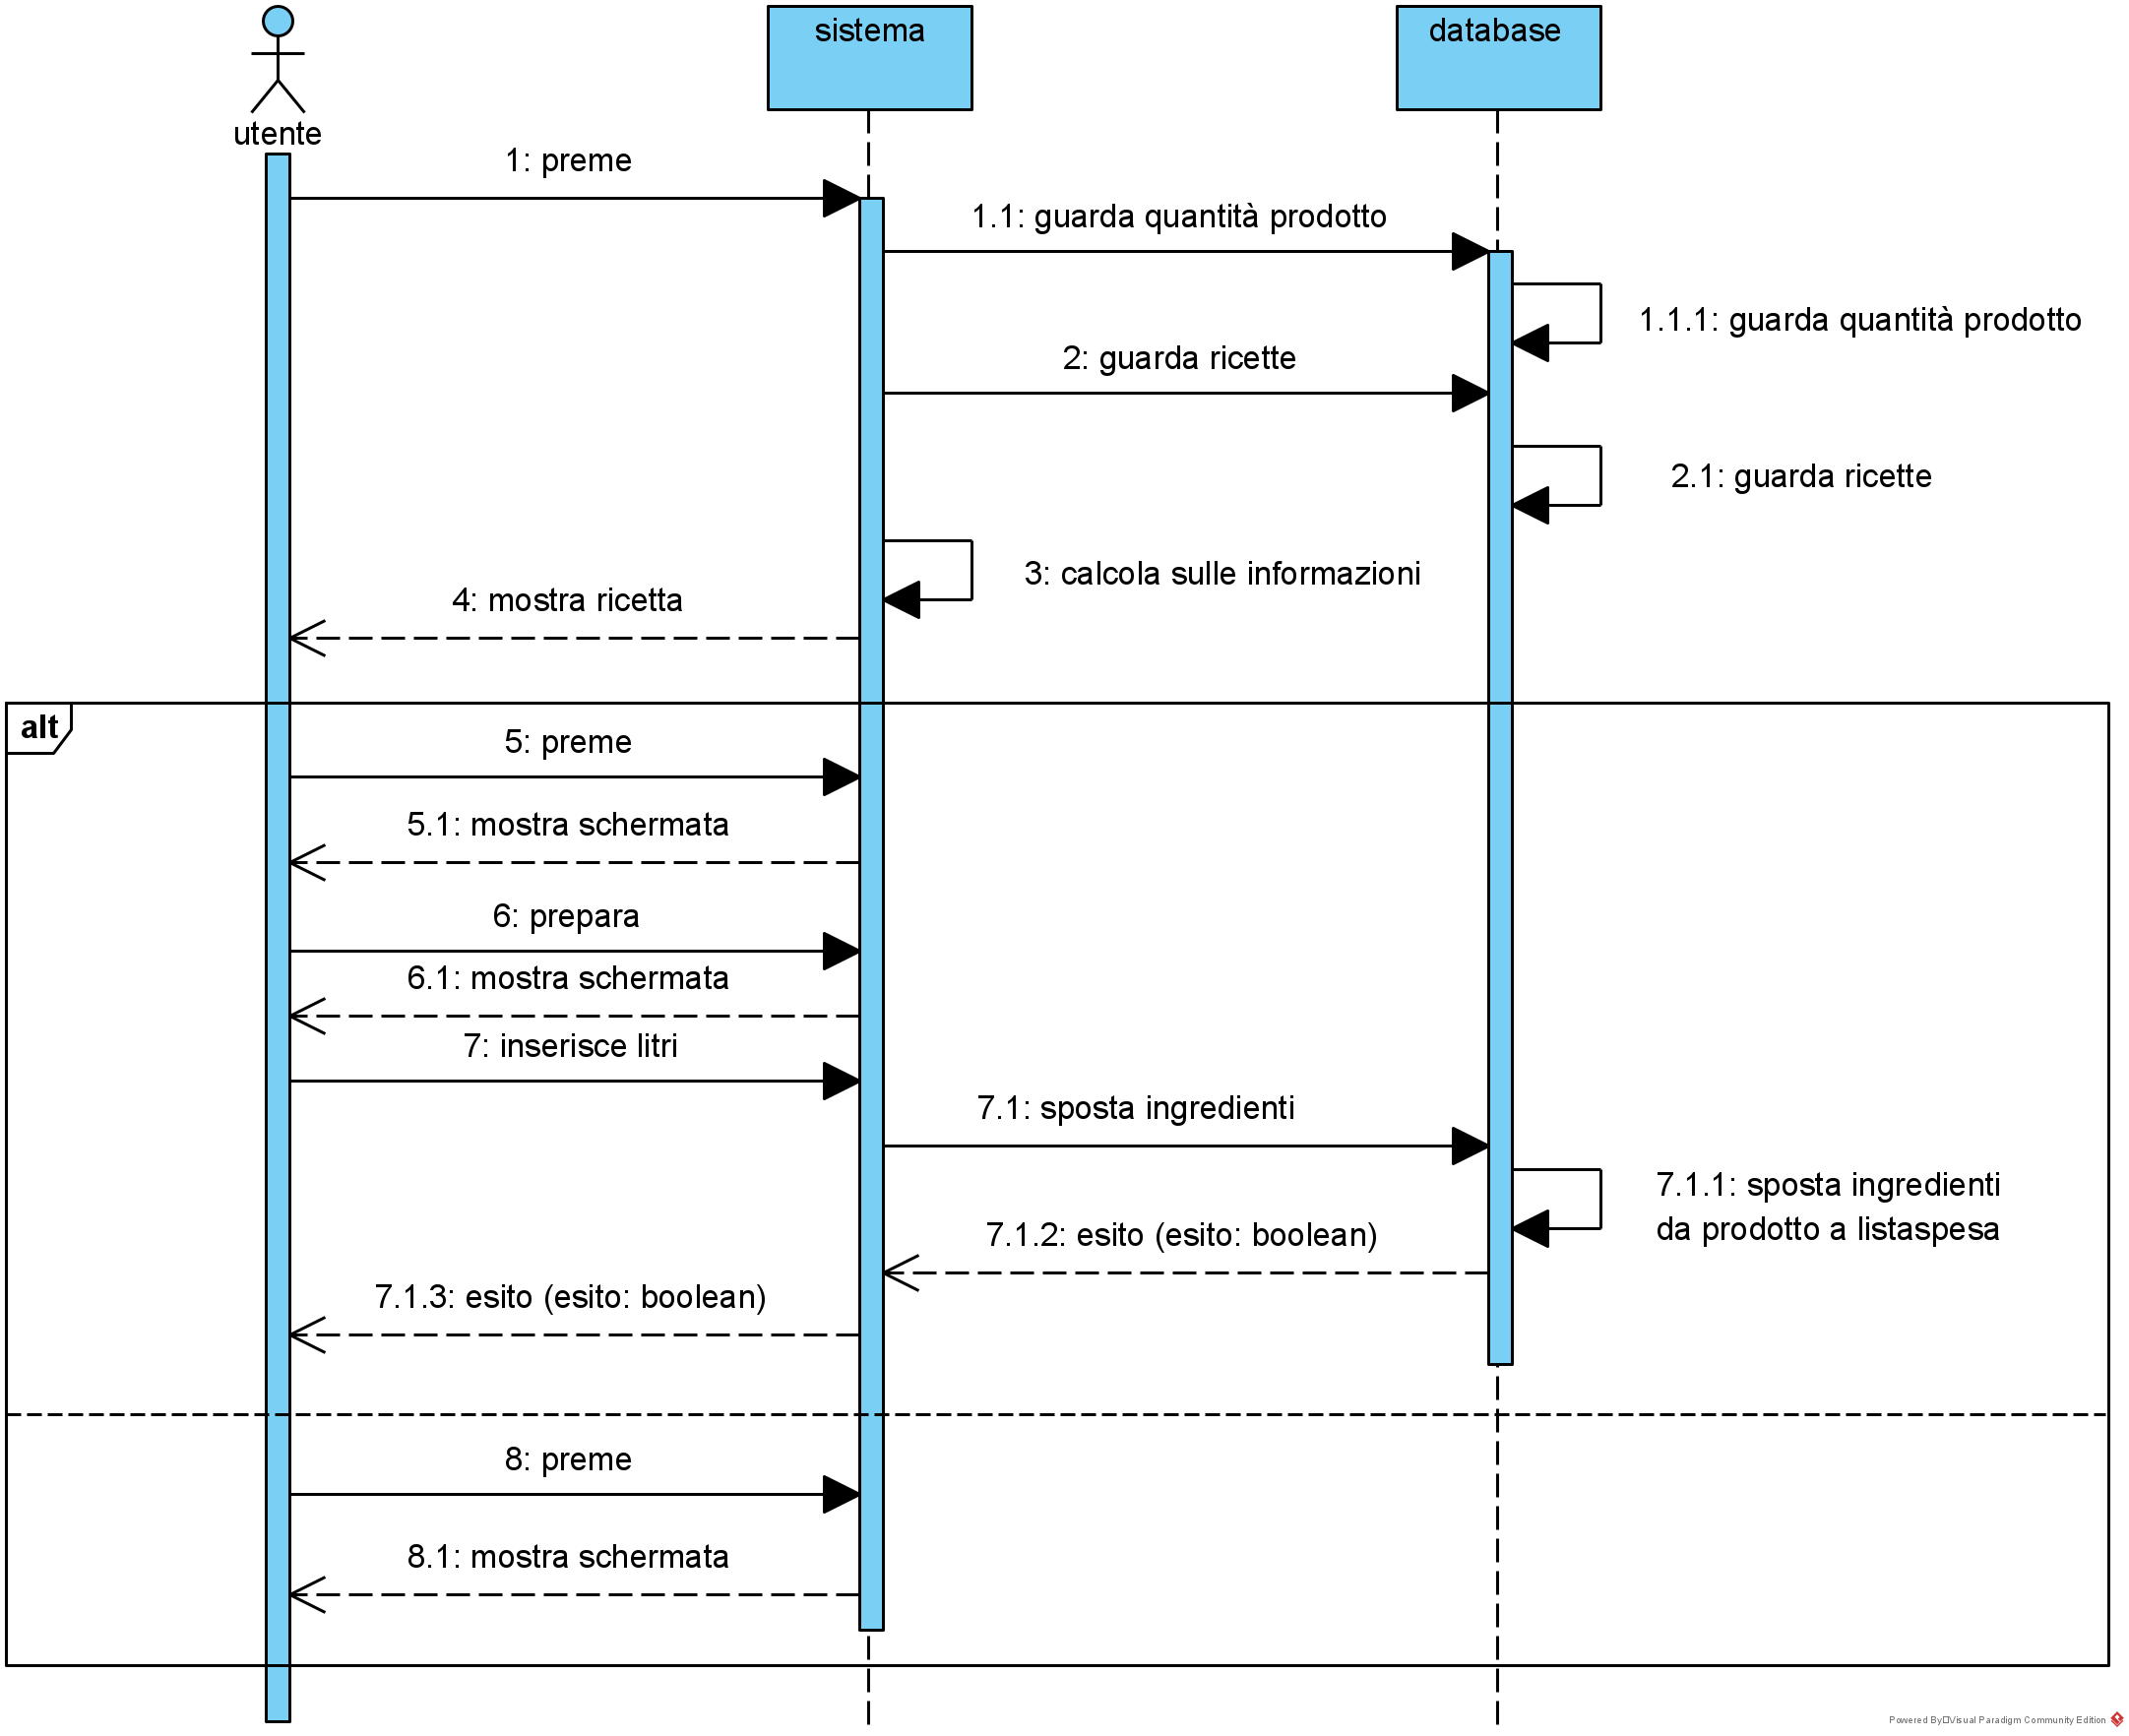 utente
sistema
database
1: preme
1.1: guarda quantità prodotto
1.1.1: guarda quantità prodotto
2: guarda ricette
2.1: guarda ricette
3: calcola sulle informazioni
4: mostra ricetta
alt
5: preme
5.1: mostra schermata
6: prepara
6.1: mostra schermata
7: inserisce litri
7.1: sposta ingredienti
7.1.1: sposta ingredienti
da prodotto a listaspesa
7.1.2: esito (esito: boolean)
7.1.3: esito (esito: boolean)
8: preme
8.1: mostra schermata
Powered By□Visual Paradigm Community Edition